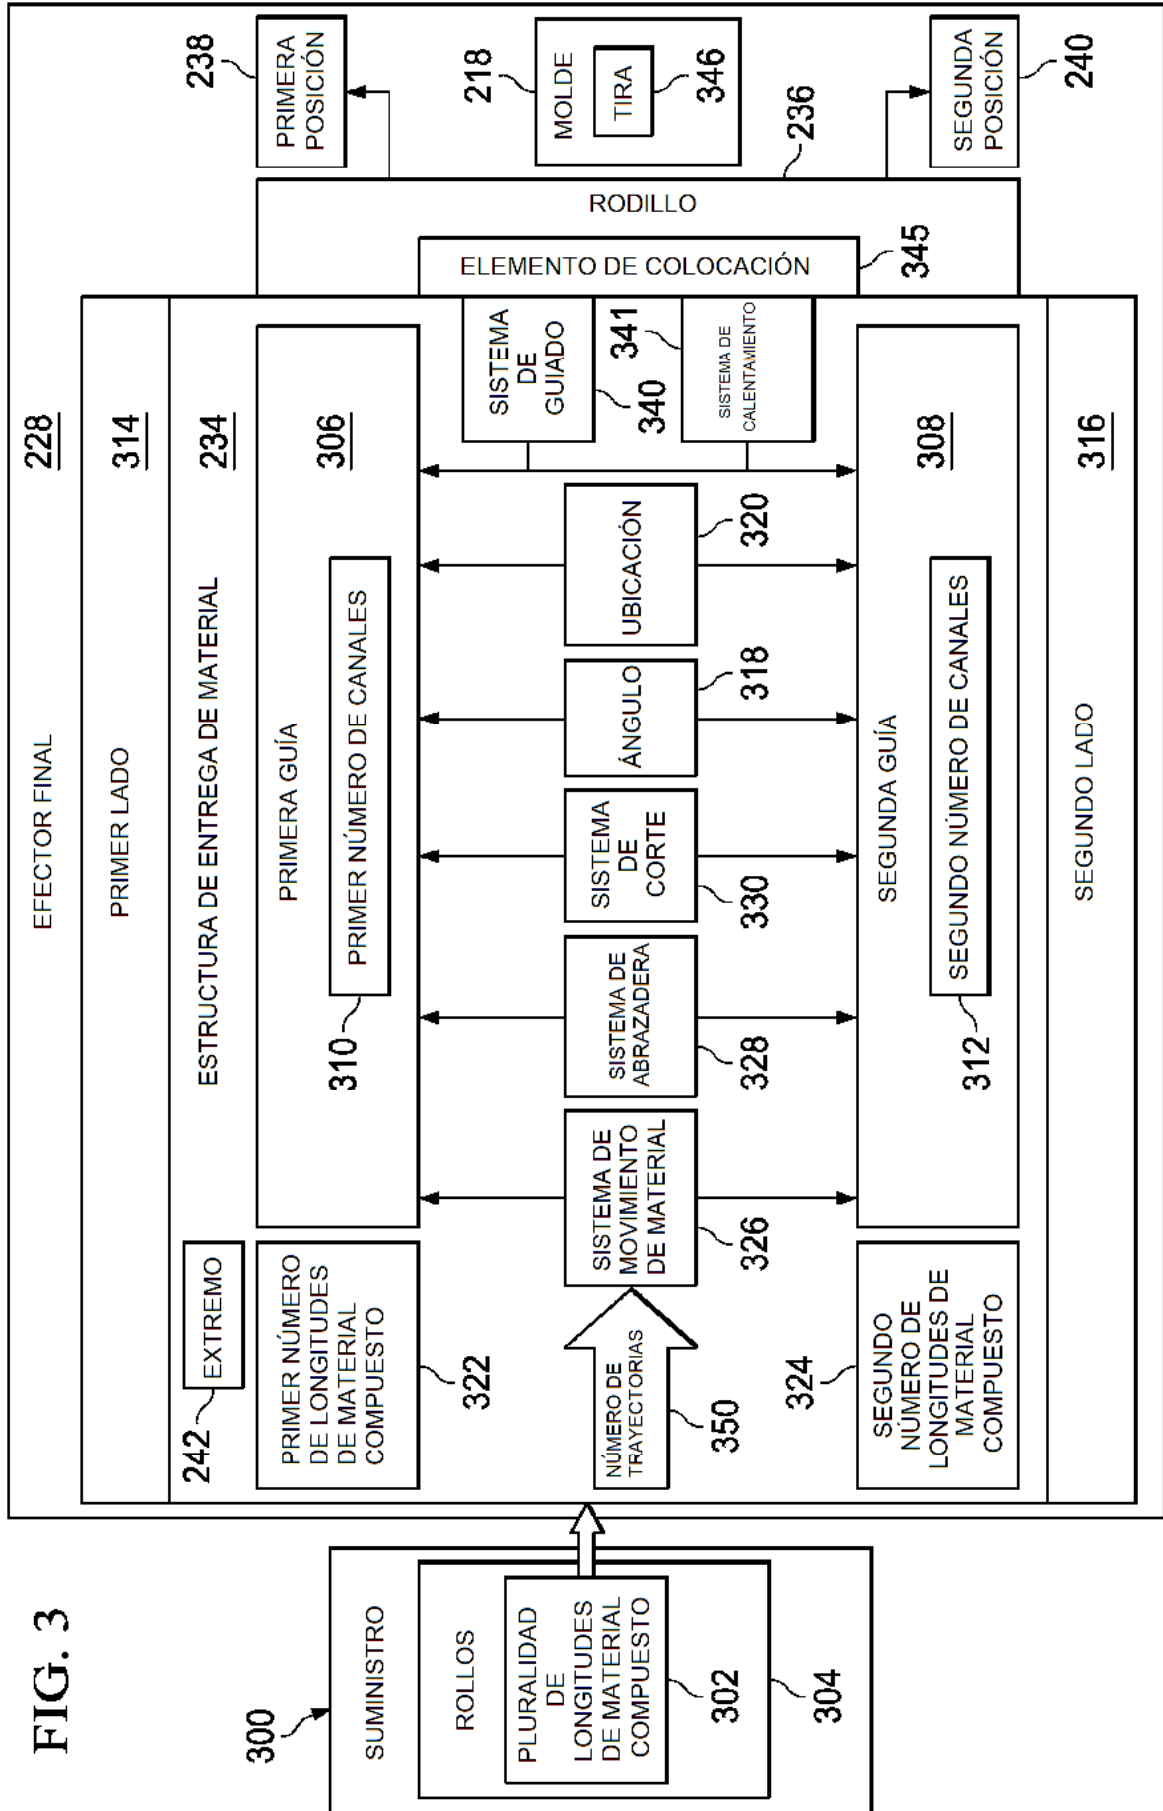 FIG. 3
300
SUMINISTRO
ROLLOS
PLURALIDAD
DE
LONGITUDES
DE MATERIAL
COMPUESTO
302
304
EFECTOR FINAL
228
PRIMER LADO
314
ESTRUCTURA DE ENTREGA DE MATERIAL
234
242
EXTREMO
PRIMER NÚMERO
DE LONGITUDES
DE MATERIAL
COMPUESTO
322
PRIMERA GUÍA
306
310
PRIMER NÚMERO DE CANALES
NÚMERO DE
TRAYECTORIAS
350
SISTEMA DE
MOVIMIENTO
DE MATERIAL
326
SISTEMA DE
ABRAZADERA
328
SISTEMA
DE
CORTE
330
ÁNGULO
318
UBICACIÓN
320
SISTEMA
DE
GUIADO
340
341
SISTEMA DE
CALENTAMIENTO
324
SEGUNDO
NÚMERO DE
LONGITUDES DE
MATERIAL
COMPUESTO
SEGUNDA GUÍA
308
SEGUNDO NÚMERO DE CANALES
312
SEGUNDO LADO
316
ELEMENTO DE COLOCACIÓN
345
RODILLO
236
238
PRIMERA
POSICIÓN
218
MOLDE
TIRA
346
SEGUNDA
POSICIÓN
240